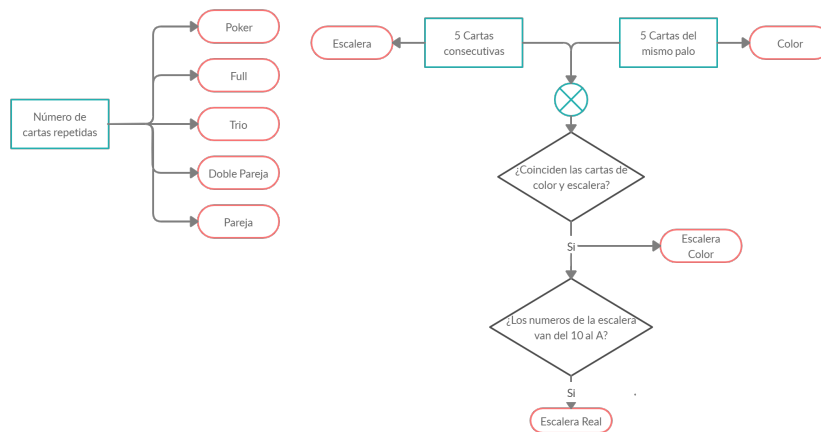 Poker
Full
Número de
cartas repetidas
Trio
Doble Pareja
Pareja
Escalera
5 Cartas
consecutivas
5 Cartas del
mismo palo
Color
¿Coinciden las cartas de
color y escalera?
Si
Escalera
Color
¿Los numeros de la escalera
van del 10 al A?
Si
.
Escalera Real